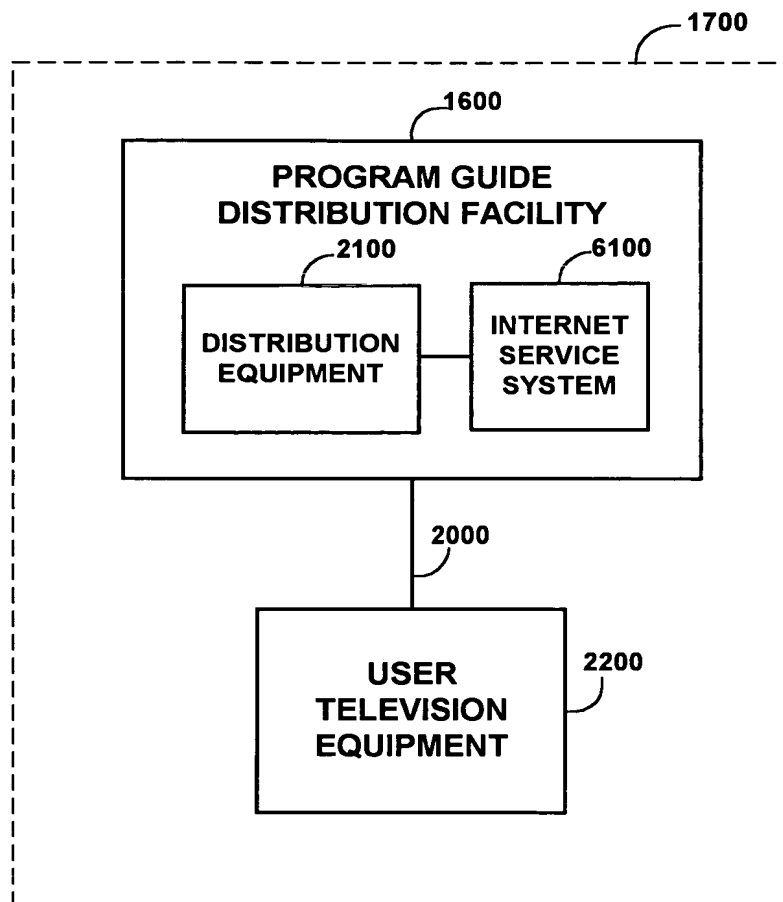 1700
1600
PROGRAM GUIDE
DISTRIBUTION FACILITY
2100
6100
DISTRIBUTION
EQUIPMENT
INTERNET
SERVICE
SYSTEM
2000
USER
TELEVISION
EQUIPMENT
2200